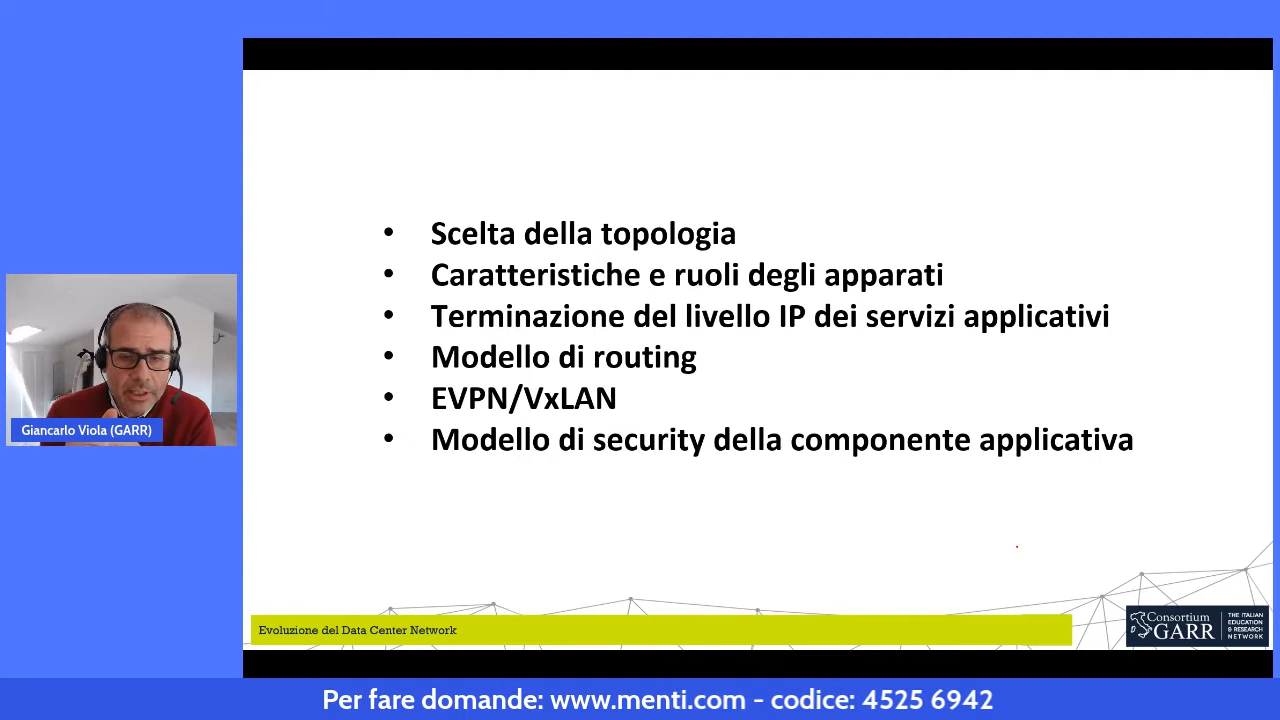 • Scelta della topologia
• Caratteristiche e ruoli degli apparati
• Terminazione del livello IP dei servizi applicativi
• Modello di routing
• EVPN/VxLAN
• Modello di security della componente applicativa
Giancarlo Viola (GARR)
Evoluzione del Data Center Network
Consortium
GARR
THE ITALIAN
EDUCATION
& RESEARCH
NETWORK
Per fare domande: www.menti.com - codice: 4525 6942